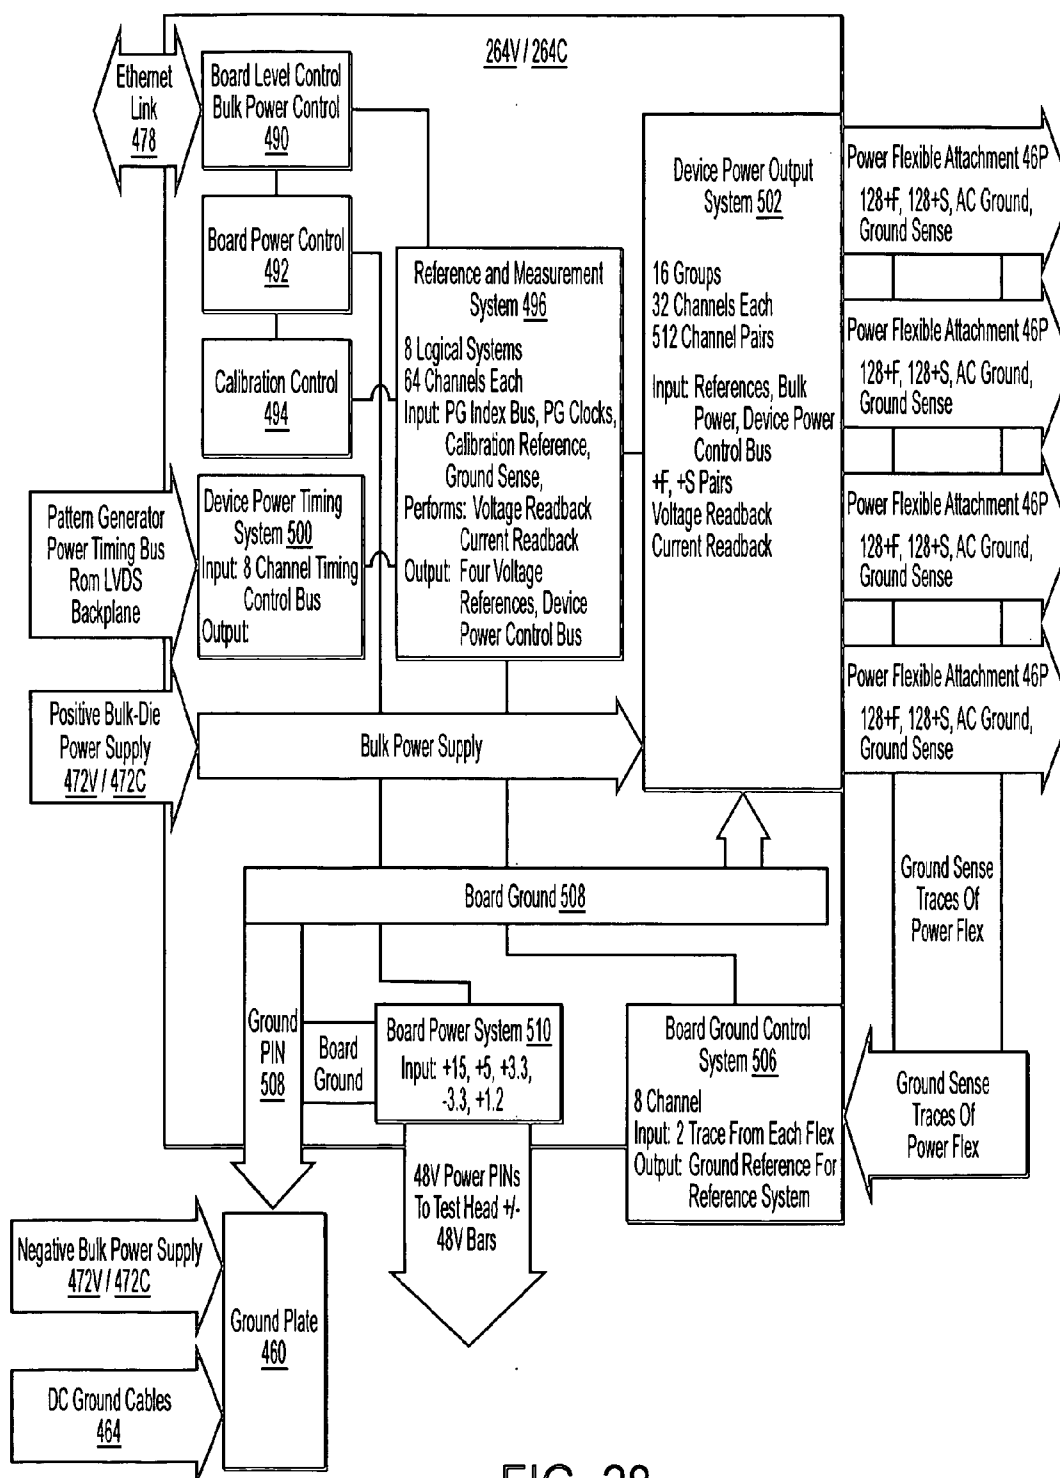 264V / 264C
Ethernet
Link
478
Board Level Control
Bulk Power Control
490
Board Power Control
492
Calibration Control
494
Reference and Measurement
System 496
8 Logical Systems
64 Channels Each
Input: PG Index Bus, PG Clocks,
Calibration Reference,
Ground Sense,
Performs: Voltage Readback
Current Readback
Output: Four Voltage
References, Device
Power Control Bus
Device Power Output
System 502
16 Groups
32 Channels Each
512 Channel Pairs
Input: References, Bulk
Power, Device Power
Control Bus
+F, +S Pairs
Voltage Readback
Current Readback
Power Flexible Attachment 46P
128+F, 128+S, AC Ground,
Ground Sense
Power Flexible Attachment 46P
128+F, 128+S, AC Ground,
Ground Sense
Power Flexible Attachment 46P
128+F, 128+S, AC Ground,
Ground Sense
Power Flexible Attachment 46P
128+F, 128+S, AC Ground,
Ground Sense
Pattern Generator
Power Timing Bus
Rom LVDS
Backplane
Device Power Timing
System 500
Input: 8 Channel Timing
Control Bus
Output:
Positive Bulk-Die
Power Supply
472V / 472C
Bulk Power Supply
Board Ground 508
Ground Sense
Traces Of
Power Flex
Ground
PIN
508
Board
Ground
Board Power System 510
Input: +15, +5, +3.3,
-3.3, +1.2
Board Ground Control
System 506
8 Channel
Input: 2 Trace From Each Flex
Output: Ground Reference For
Reference System
Ground Sense
Traces Of
Power Flex
48V Power PINs
To Test Head +/-
48V Bars
Negative Bulk Power Supply
472V / 472C
Ground Plate
460
DC Ground Cables
464
FIG. 28